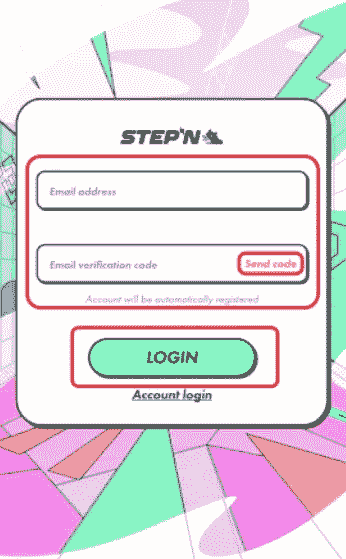 STEP'N
Email address
Email verification code
Send code
Account will be automatically registered
LOGIN
Account login